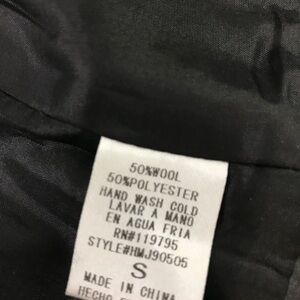 50%WOOL
50%POLYESTER
HAND WASH COLD
LAVAR A MANO
EN AGUA FRIA
RN#119795
STYLE#HMJ90505
S
MADE IN CHINA
HECHO